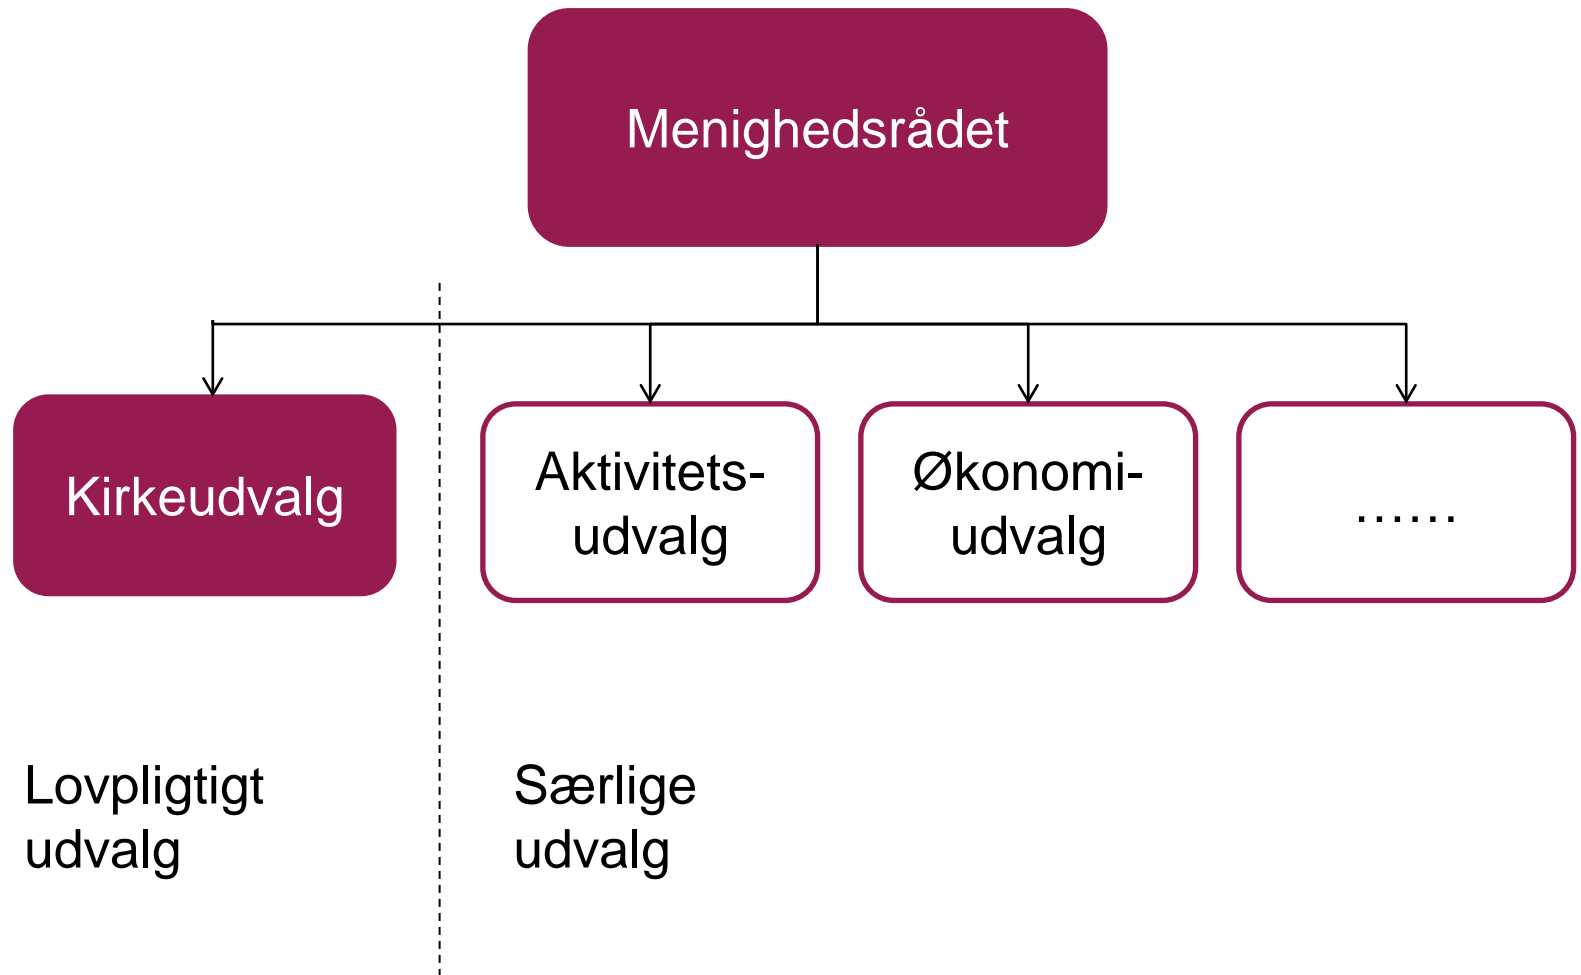 Menighedsrådet
Kirkeudvalg
Aktivitets-
udvalg
Økonomi-
udvalg
......
Lovpligtigt
udvalg
Særlige
udvalg